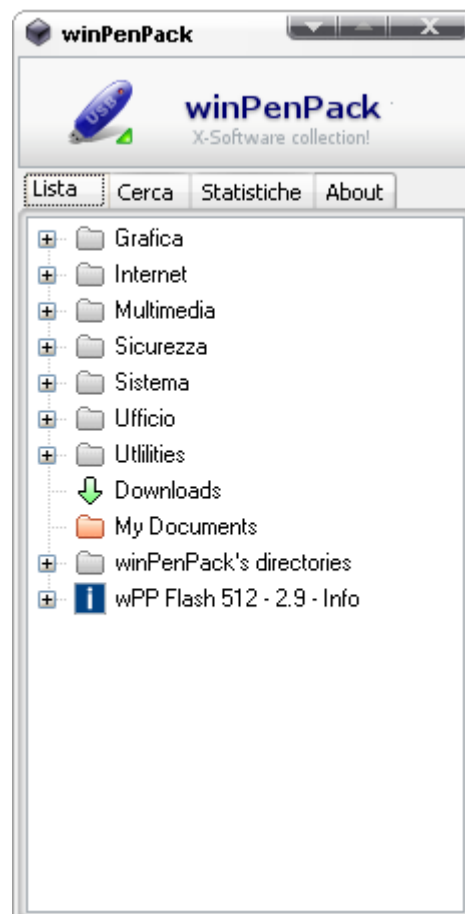 winPenPack
USB
winPenPack
X-Software collection!
Lista Cerca Statistiche About
Grafica
Internet
Multimedia
Sicurezza
Sistema
Ufficio
Utlilities
Downloads
My Documents
winPenPack's directories
wPP Flash 512 - 2.9 - Info